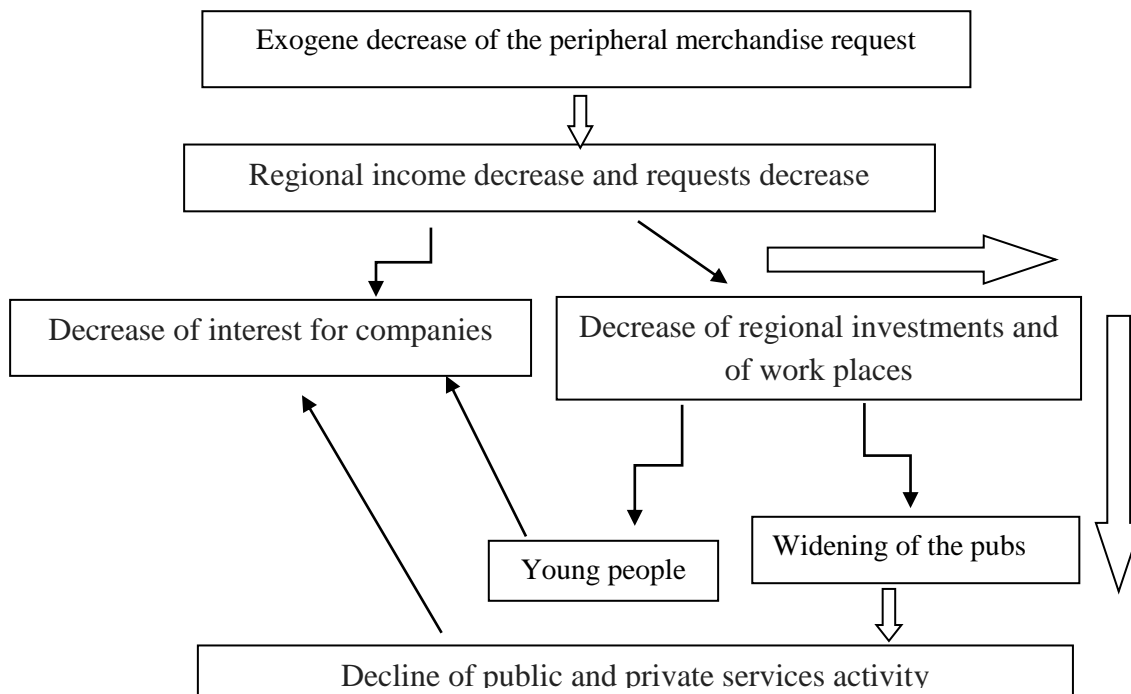 Exogene decrease of the peripheral merchandise request
Regional income decrease and requests decrease
Decrease of interest for companies
Decrease of regional investments and
of work places
Young people
Widening of the pubs
Decline of public and private services activity